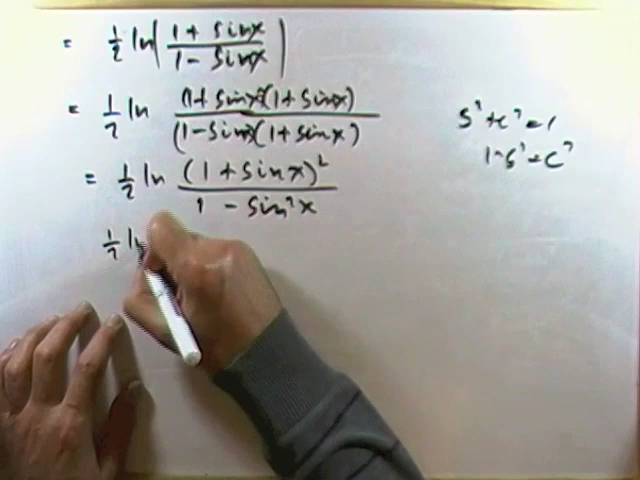 = 1/2 ln|(1 + sinx)/(1 - sinx)|
= 1/2 ln ((1+sinx)(1+sinx))/((1-sinx)(1+sinx))
s² + c² = 1
1-s² = c²
= 1/2 ln (1+sinx)²/(1 - sin²x)
1/2 ln